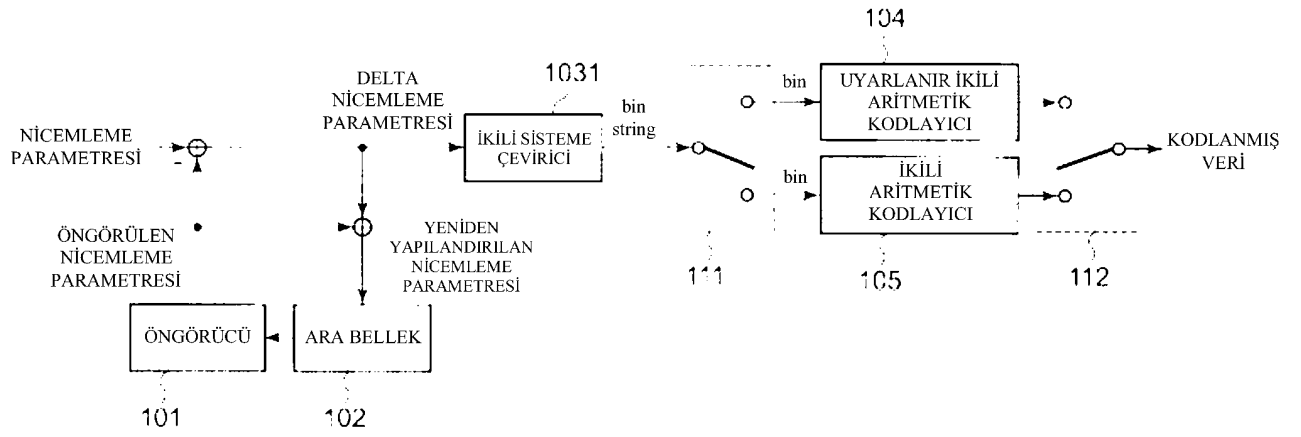 104
1031
DELTA
NİCEMLEME
PARAMETRESİ
bin
string
bin
UYARLANIR İKİLİ
ARİTMETİK
KODLAYICI
NİCEMLEME
PARAMETRESİ
İKİLİ SİSTEME
ÇEVİRİCİ
KODLANMIŞ
VERİ
bin
İKİLİ
ARİTMETİK
KODLAYICI
ÖNGÖRÜLEN
NİCEMLEME
PARAMETRESİ
YENİDEN
YAPILANDIRILAN
NİCEMLEME
PARAMETRESİ
111
105
112
ÖNGÖRÜCÜ
ARA BELLEK
101
102